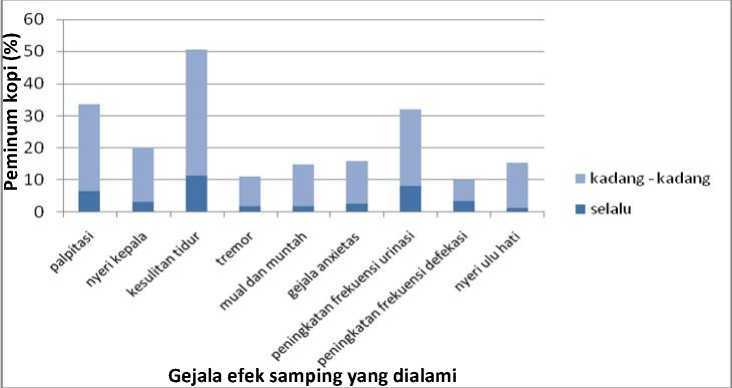 Peminum kopi (%)
60
50
40
30
20
10
0
palpitasi
nyeri kepala
kesulitan tidur
tremor
mual dan muntah
gejala anxietas
peningkatan frekuensi urinasi
peningkatan frekuensi defekasi
nyeri ulu hati
kadang - kadang
selalu
Gejala efek samping yang dialami